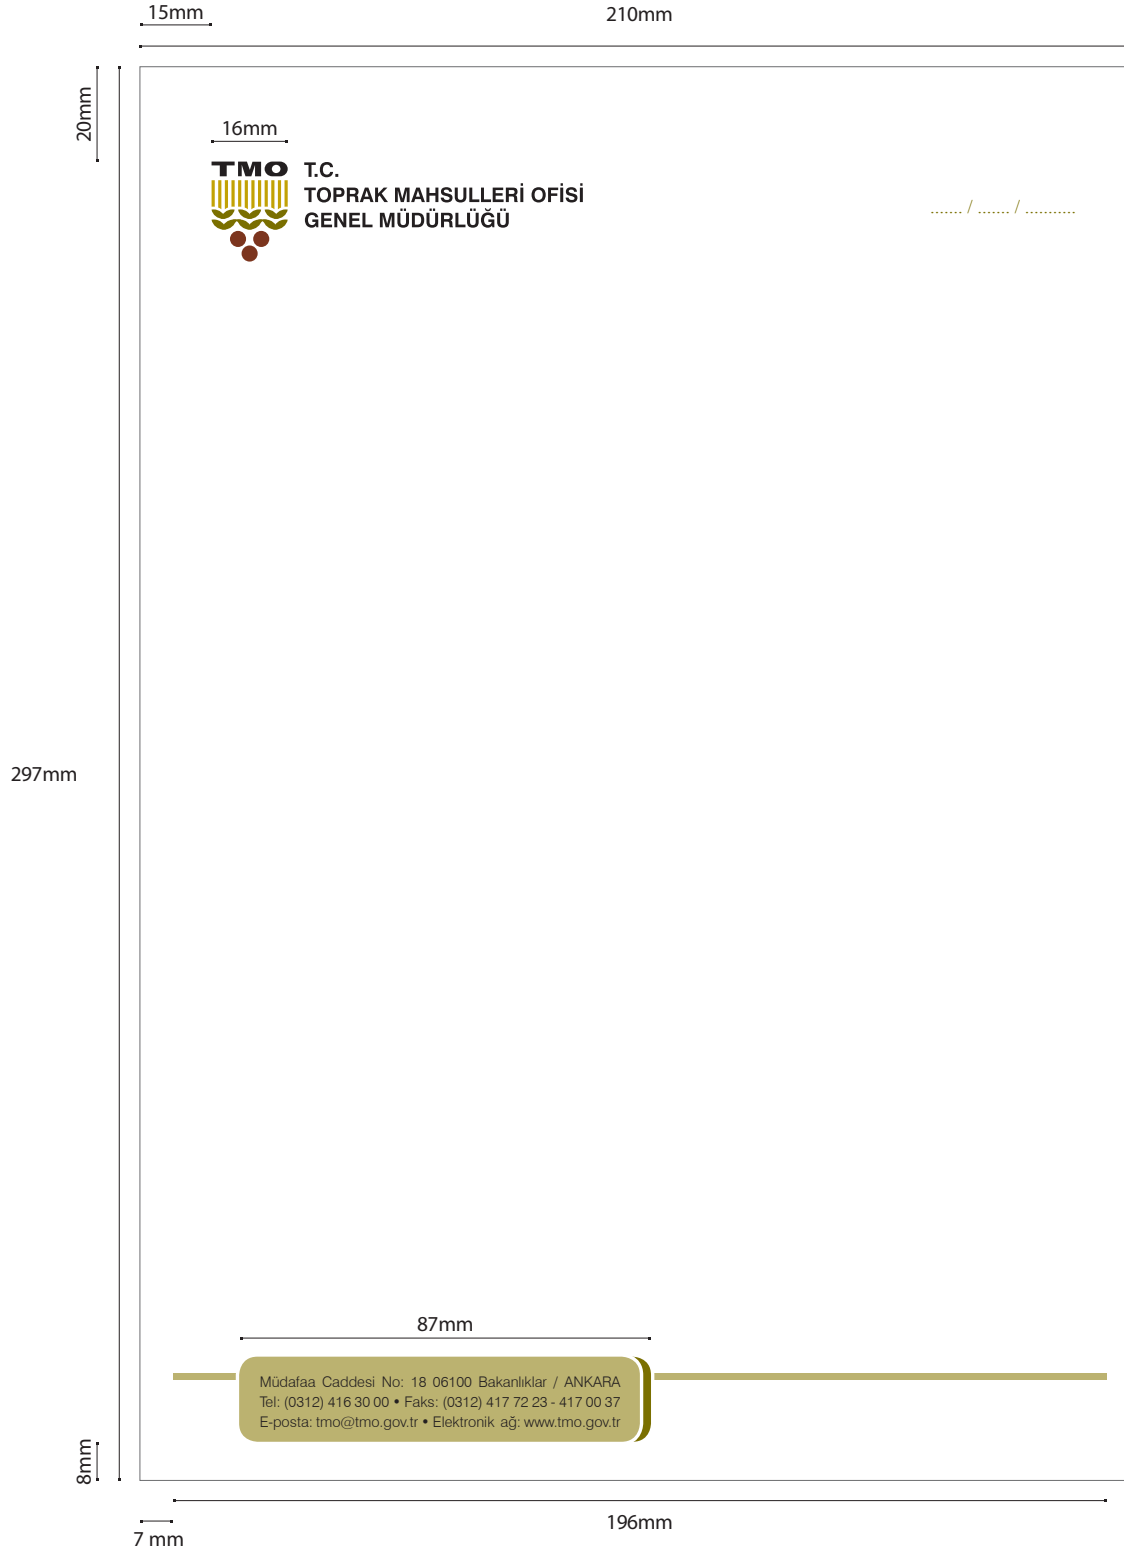 15mm
210mm
20mm
16mm
TMO
T.C.
TOPRAK MAHSULLERİ OFİSİ
GENEL MÜDÜRLÜĞÜ
....... / ....... / ...........
297mm
87mm
Müdafaa Caddesi No: 18 06100 Bakanlıklar / ANKARA
Tel: (0312) 416 30 00 • Faks: (0312) 417 72 23 - 417 00 37
E-posta: tmo@tmo.gov.tr • Elektronik ağ: www.tmo.gov.tr
8mm
196mm
7 mm